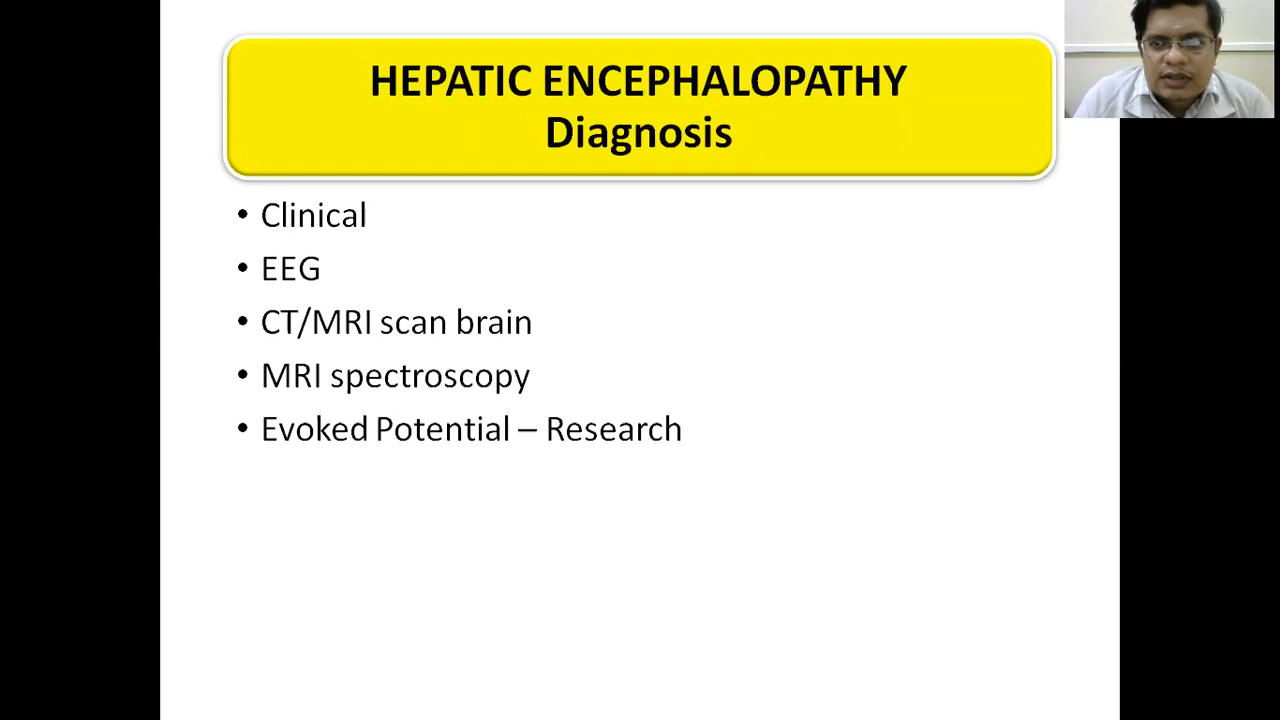 HEPATIC ENCEPHALOPATHY
Diagnosis
• Clinical
• EEG
• CT/MRI scan brain
• MRI spectroscopy
• Evoked Potential – Research